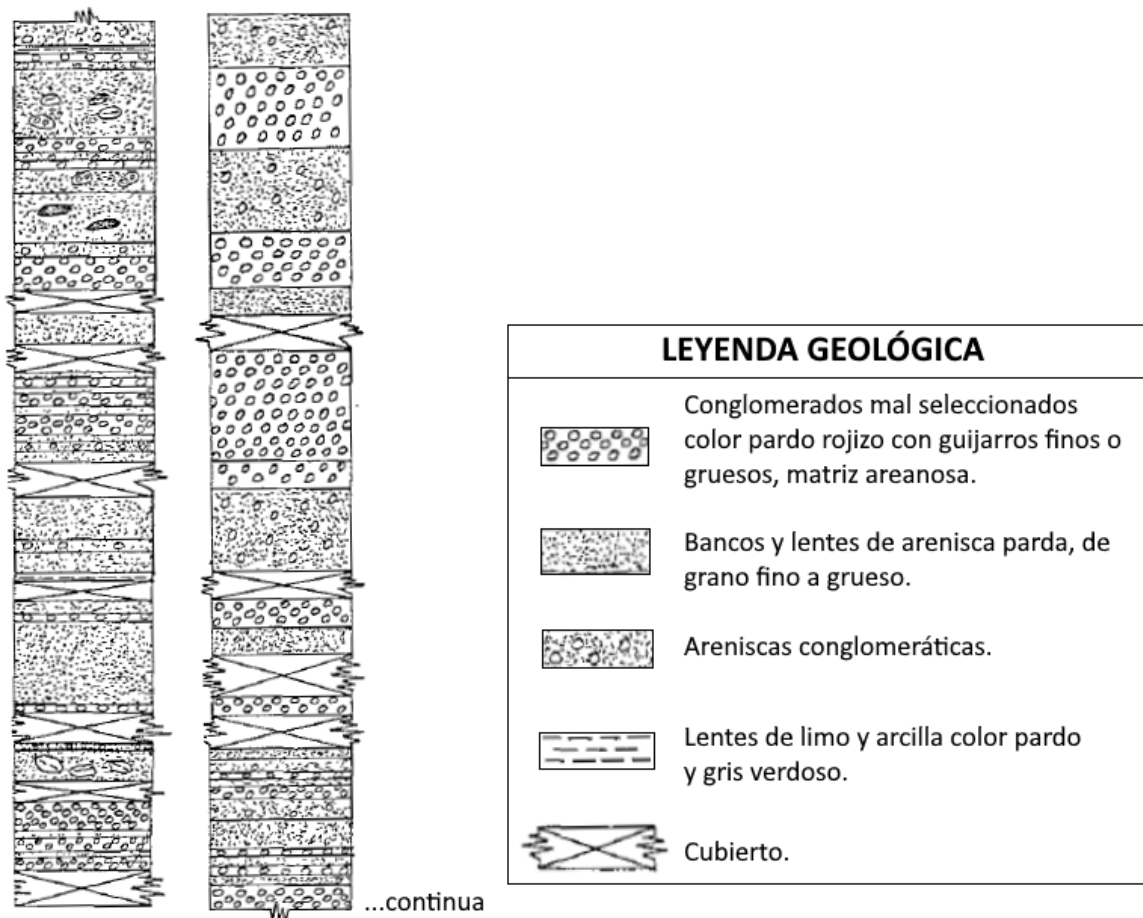 ...continua
LEYENDA GEOLÓGICA
Conglomerados mal seleccionados
color pardo rojizo con guijarros finos o
gruesos, matriz areanosa.
Bancos y lentes de arenisca parda, de
grano fino a grueso.
Areniscas conglomeráticas.
Lentes de limo y arcilla color pardo
y gris verdoso.
Cubierto.